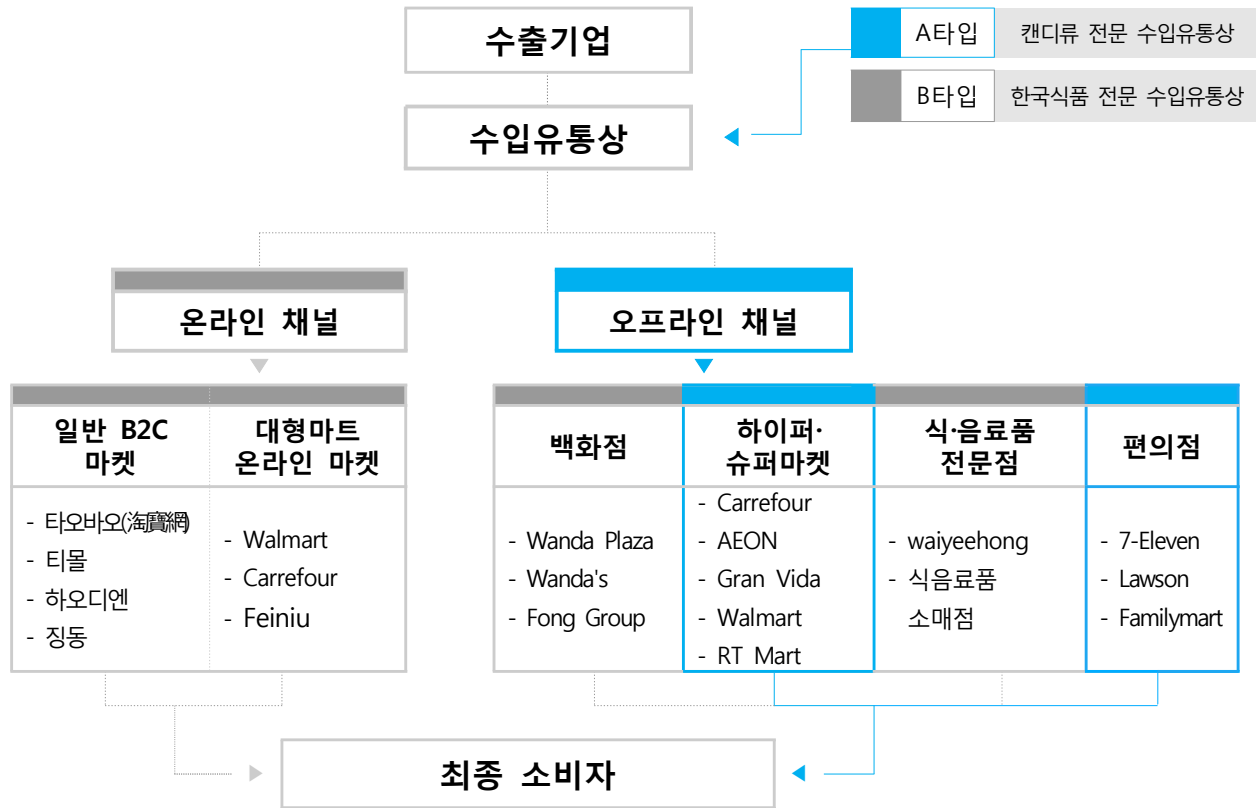 수출기업
A타입
캔디류 전문 수입유통상
B타입
한국식품 전문 수입유통상
수입유통상
온라인 채널
오프라인 채널
일반 B2C
마켓
대형마트
온라인 마켓
- 타오바오(淘寶網)
- 티몰
- 하오디엔
- 징동
- Walmart
- Carrefour
- Feiniu
백화점
하이퍼·
슈퍼마켓
식·음료품
전문점
편의점
- Wanda Plaza
- Wanda's
- Fong Group
- Carrefour
- AEON
- Gran Vida
- Walmart
- RT Mart
- waiyeehong
- 식음료품
소매점
- 7-Eleven
- Lawson
- Familymart
최종 소비자